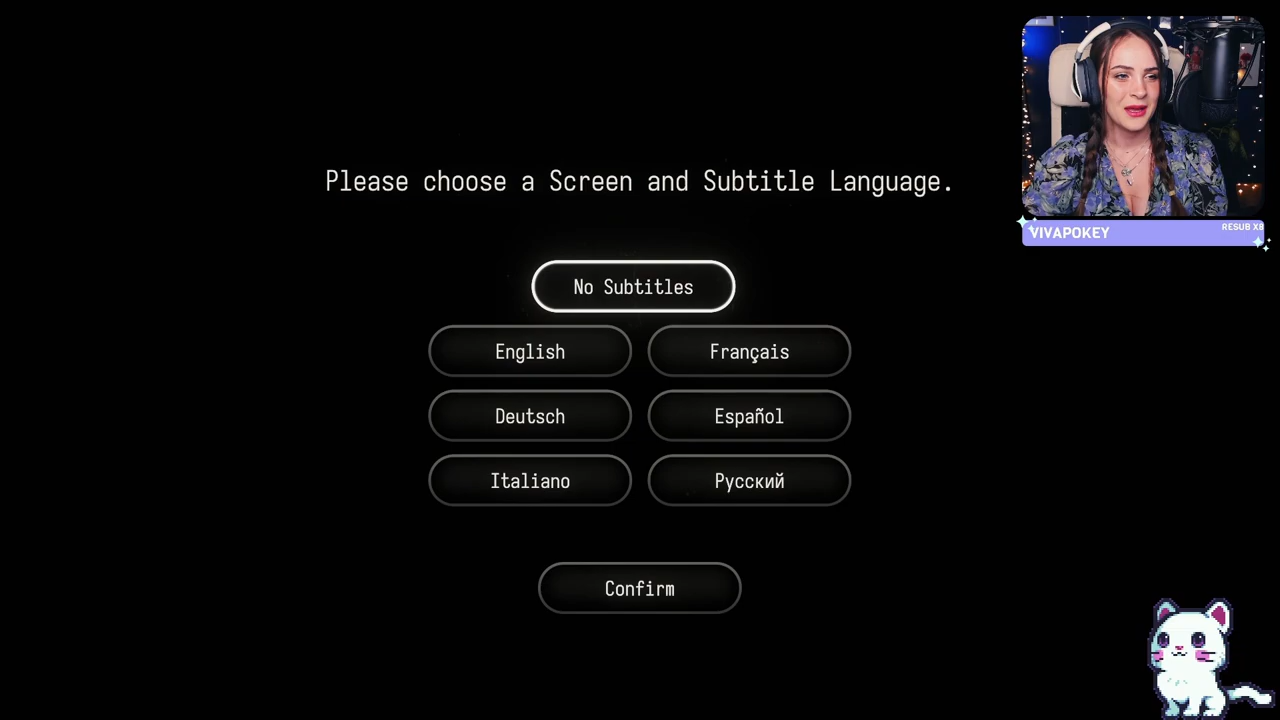 Please choose a Screen and Subtitle Language.
No Subtitles
English
Français
Deutsch
Español
Italiano
Русский
Confirm
VIVAPOKEY
RESUB X8